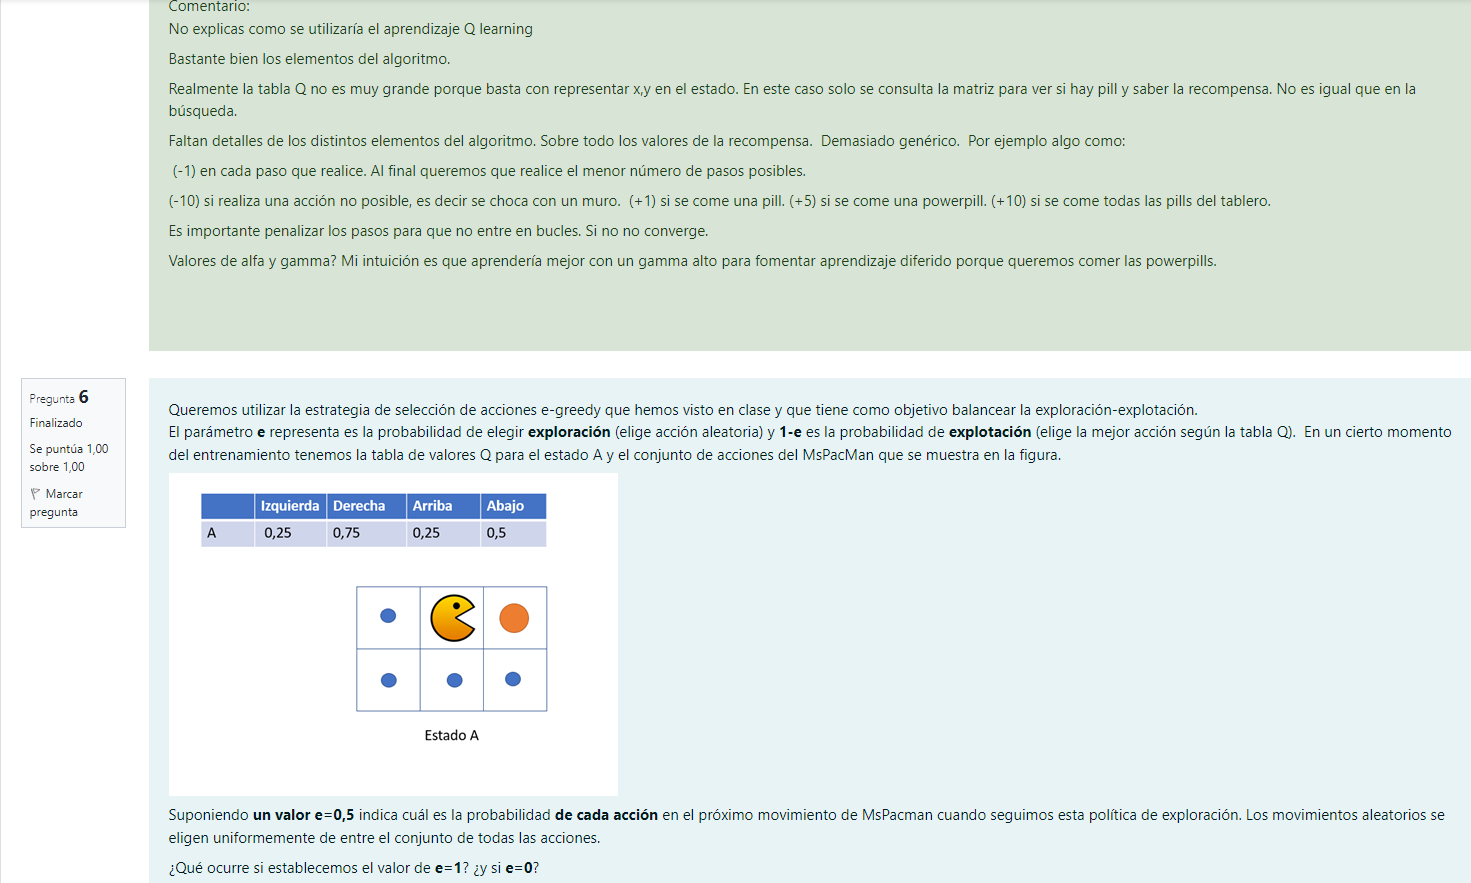 Comentario:
No explicas como se utilizaría el aprendizaje Q learning
Bastante bien los elementos del algoritmo.
Realmente la tabla Q no es muy grande porque basta con representar x,y en el estado. En este caso solo se consulta la matriz para ver si hay pill y saber la recompensa. No es igual que en la
búsqueda.
Faltan detalles de los distintos elementos del algoritmo. Sobre todo los valores de la recompensa.  Demasiado genérico.  Por ejemplo algo como:
(-1) en cada paso que realice. Al final queremos que realice el menor número de pasos posibles.
(-10) si realiza una acción no posible, es decir se choca con un muro.  (+1) si se come una pill. (+5) si se come una powerpill. (+10) si se come todas las pills del tablero.
Es importante penalizar los pasos para que no entre en bucles. Si no no converge.
Valores de alfa y gamma? Mi intuición es que aprendería mejor con un gamma alto para fomentar aprendizaje diferido porque queremos comer las powerpills.
Pregunta 6
Finalizado
Se puntúa 1,00
sobre 1,00
Marcar
pregunta
Queremos utilizar la estrategia de selección de acciones e-greedy que hemos visto en clase y que tiene como objetivo balancear la exploración-explotación.
El parámetro e representa es la probabilidad de elegir exploración (elige acción aleatoria) y 1-e es la probabilidad de explotación (elige la mejor acción según la tabla Q).  En un cierto momento
del entrenamiento tenemos la tabla de valores Q para el estado A y el conjunto de acciones del MsPacMan que se muestra en la figura.
Izquierda Derecha Arriba Abajo
A 0,25 0,75 0,25 0,5
Estado A
Suponiendo un valor e=0,5 indica cuál es la probabilidad de cada acción en el próximo movimiento de MsPacman cuando seguimos esta política de exploración. Los movimientos aleatorios se
eligen uniformemente de entre el conjunto de todas las acciones.
¿Qué ocurre si establecemos el valor de e=1? ¿y si e=0?